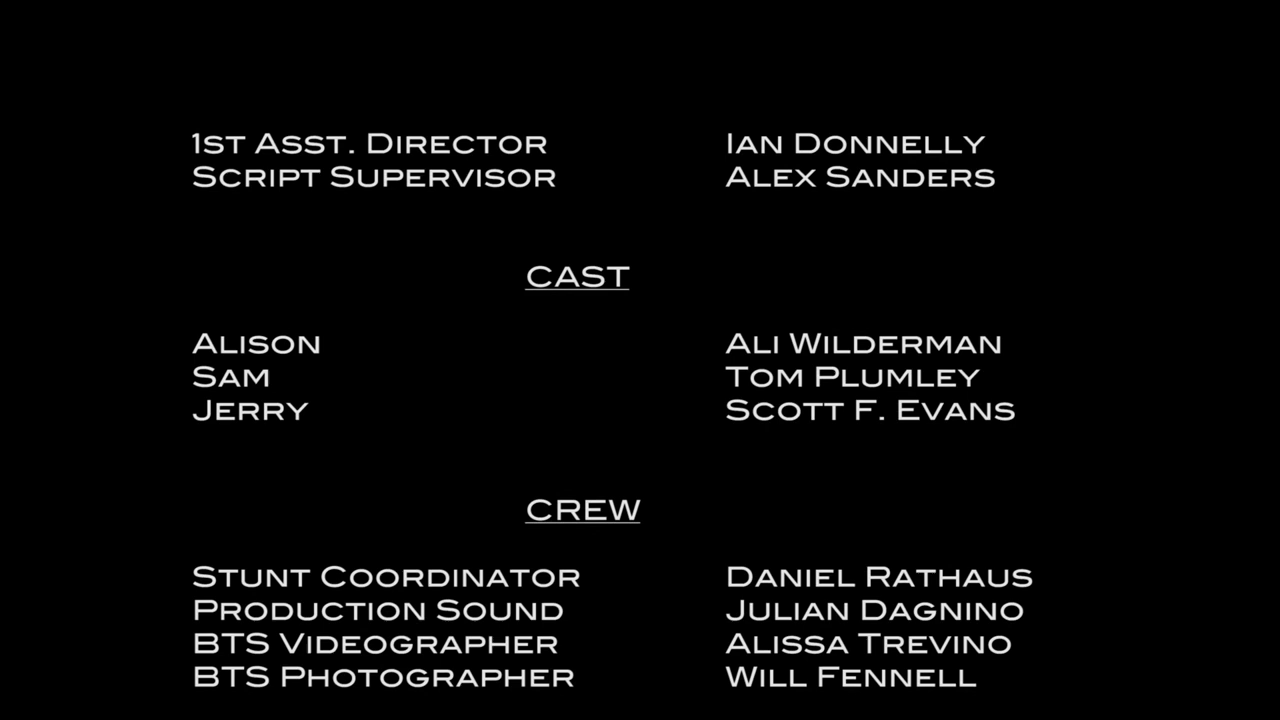 1st Asst. Director Ian Donnelly
Script Supervisor Alex Sanders
CAST
Alison Ali Wilderman
Sam Tom Plumley
Jerry Scott F. Evans
CREW
Stunt Coordinator Daniel Rathaus
Production Sound Julian Dagnino
BTS Videographer Alissa Trevino
BTS Photographer Will Fennell